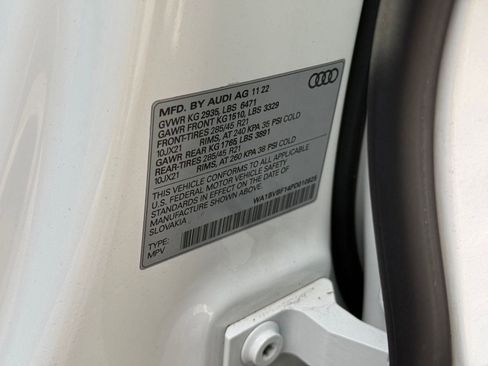 MFD. BY AUDI AG 11 22
GVWR KG 2935, LBS 6471
GAWR FRONT KG1510, LBS 3329
FRONT-TIRES 285/45 R21
10JX21 RIMS, AT 240 KPA 35 PSI COLD
GAWR REAR KG 1765 LBS 3891
REAR-TIRES 285/45 R21
10JX21 RIMS, AT 260 KPA 38 PSI COLD
THIS VEHICLE CONFORMS TO ALL APPLICABLE
U.S. FEDERAL MOTOR VEHICLE SAFETY
STANDARDS IN EFFECT ON THE DATE OF
MANUFACTURE SHOWN ABOVE.
SLOVAKIA
TYPE:
MPV